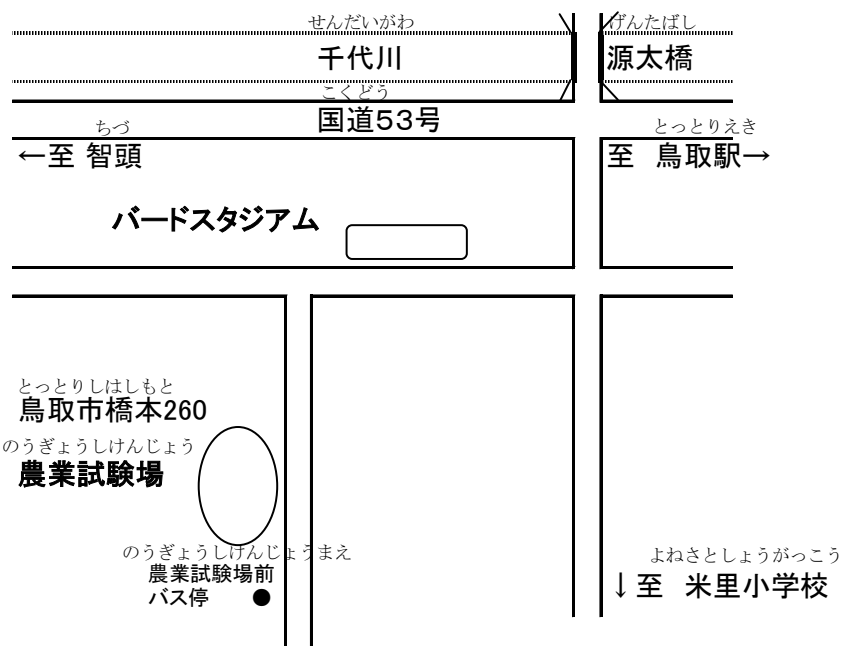 せんだいがわ
千代川
げんたばし
源太橋
こくどう
国道53号
ちづ
←至 智頭
とっとりえき
至 鳥取駅→
バードスタジアム
とっとりしはしもと
鳥取市橋本260
のうぎょうしけんじょう
農業試験場
のうぎょうしけんじょうまえ
農業試験場前
バス停 ●
よねさとしょうがっこう
↓至 米里小学校